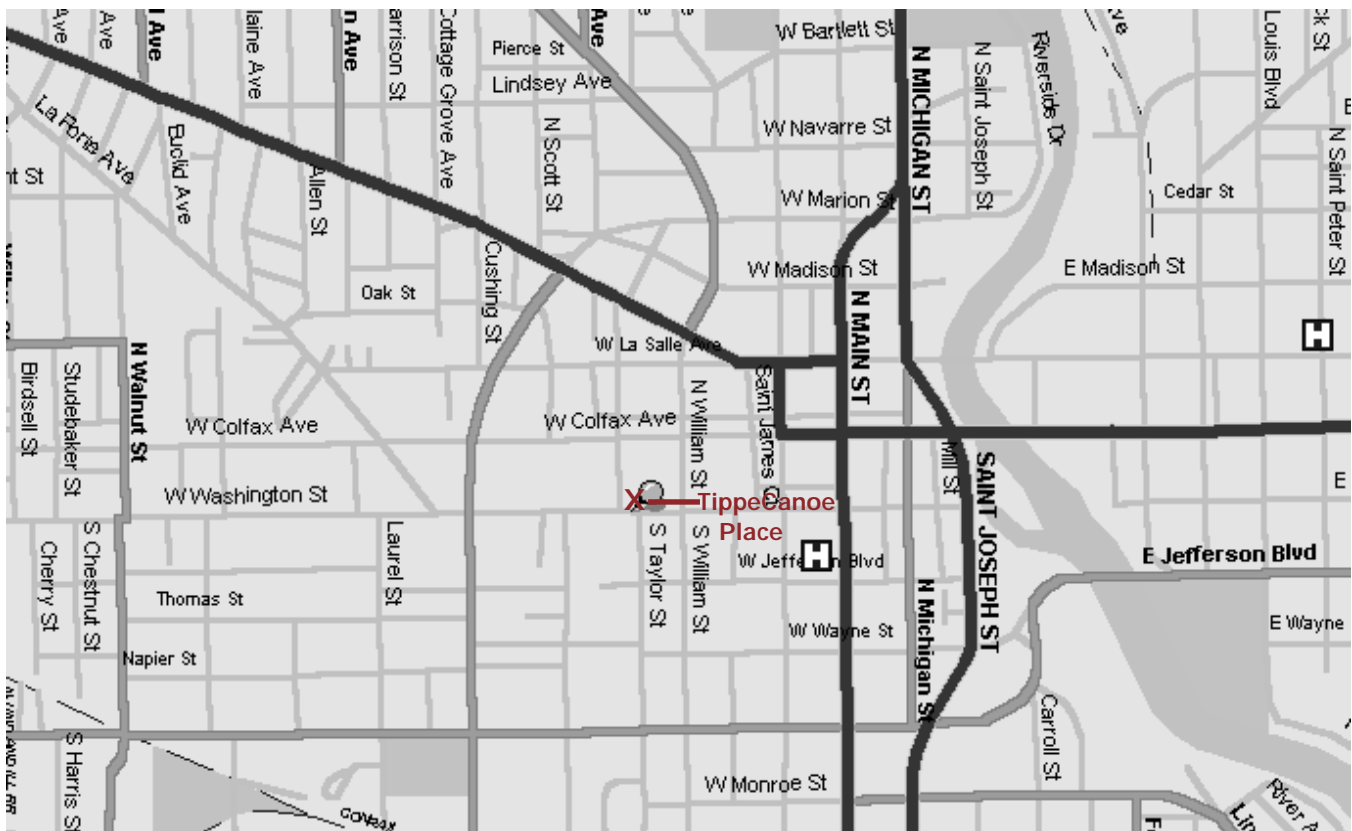 W Bartlett St
Pierce St
Lindsey Ave
Cottage Grove Ave
N MICHIGAN ST
N Saint Joseph St
Riverside Dr
Louis Blvd
La Porte Ave
Euclid Ave
Allen St
N Scott St
W Navarre St
W Marion St
Cedar St
N Saint Peter St
W Madison St
E Madison St
Cushing St
Oak St
N MAIN ST
H
W La Salle Ave
Birdsell St
Studebaker St
N Walnut St
W Colfax Ave
W Colfax Ave
N William St
Saint James Ct
Mill St
SAINT JOSEPH ST
W Washington St
X
TippeCanoe
Place
S Chestnut St
Cherry St
Laurel St
S Taylor St
S William St
W Jefferson Blvd
H
E Jefferson Blvd
Thomas St
N Michigan St
W Wayne St
E Wayne
Napier St
S Harris St
Carroll St
W Monroe St
CONRAIL
River A